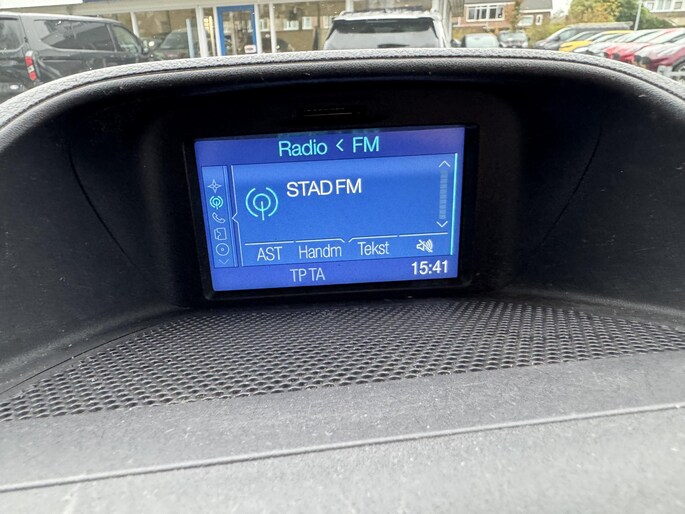 Radio < FM
STAD FM
AST Handm Tekst
TP TA 15:41